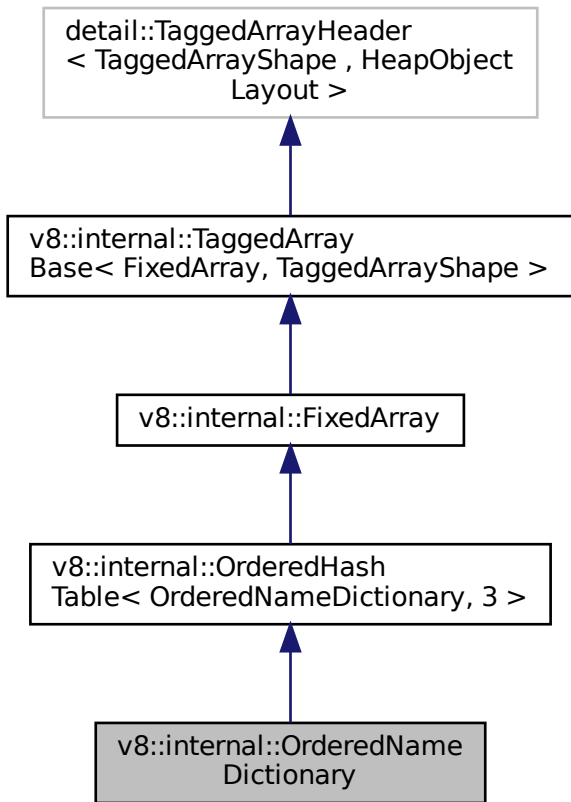 detail::TaggedArrayHeader
< TaggedArrayShape , HeapObject
Layout >
v8::internal::TaggedArray
Base< FixedArray, TaggedArrayShape >
v8::internal::FixedArray
v8::internal::OrderedHash
Table< OrderedNameDictionary, 3 >
v8::internal::OrderedName
Dictionary